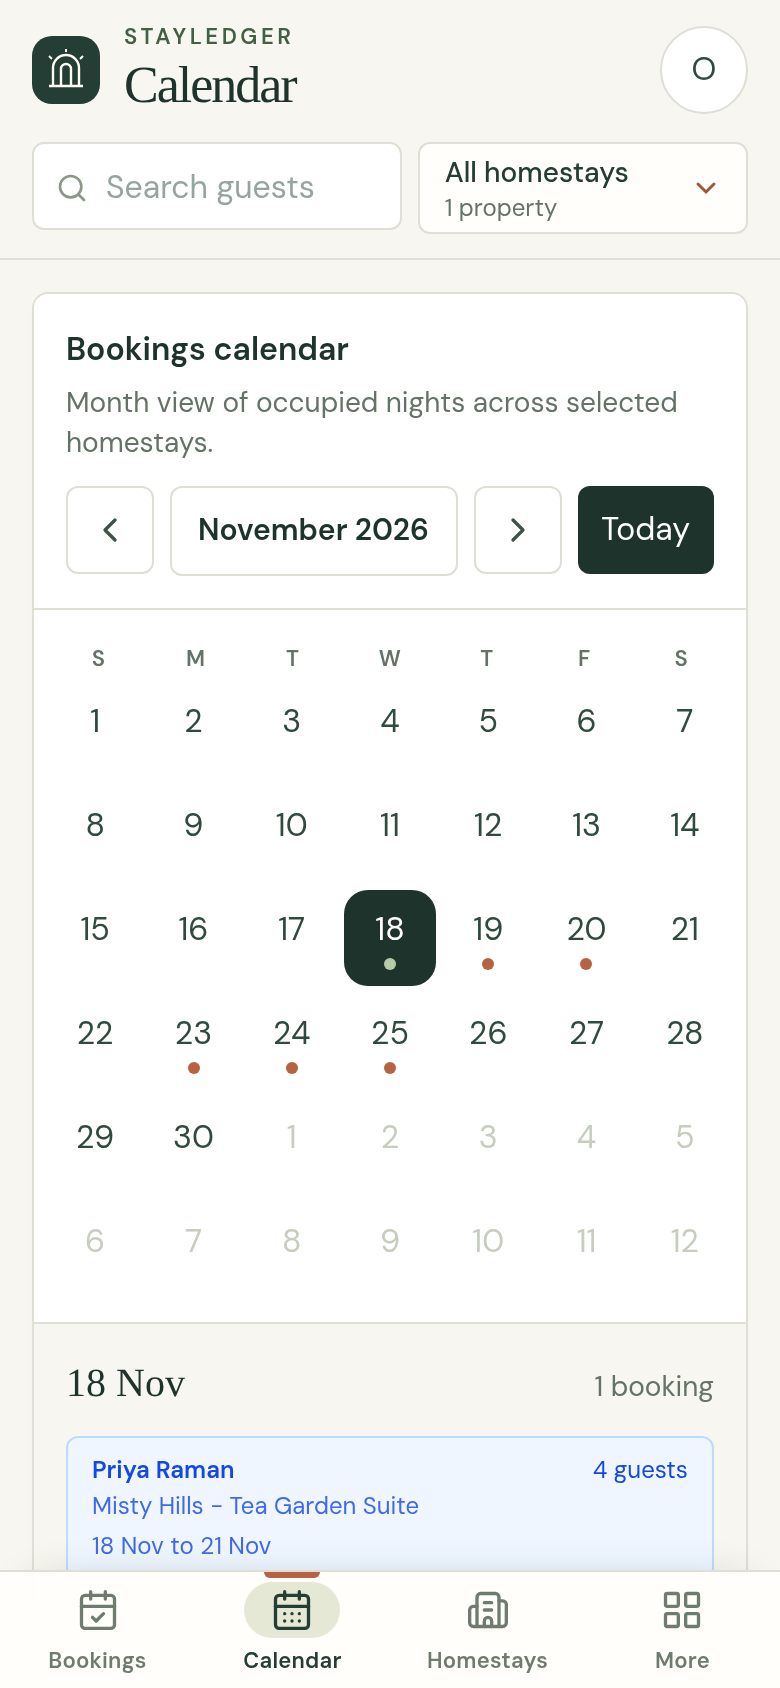 STAYLEDGER
Calendar
O
Search guests
All homestays
1 property
Bookings calendar
Month view of occupied nights across selected
homestays.
November 2026
Today
S M T W T F S
1 2 3 4 5 6 7
8 9 10 11 12 13 14
15 16 17 18 19 20 21
22 23 24 25 26 27 28
29 30 1 2 3 4 5
6 7 8 9 10 11 12
18 Nov
1 booking
Priya Raman
4 guests
Misty Hills - Tea Garden Suite
18 Nov to 21 Nov
Bookings
Calendar
Homestays
More